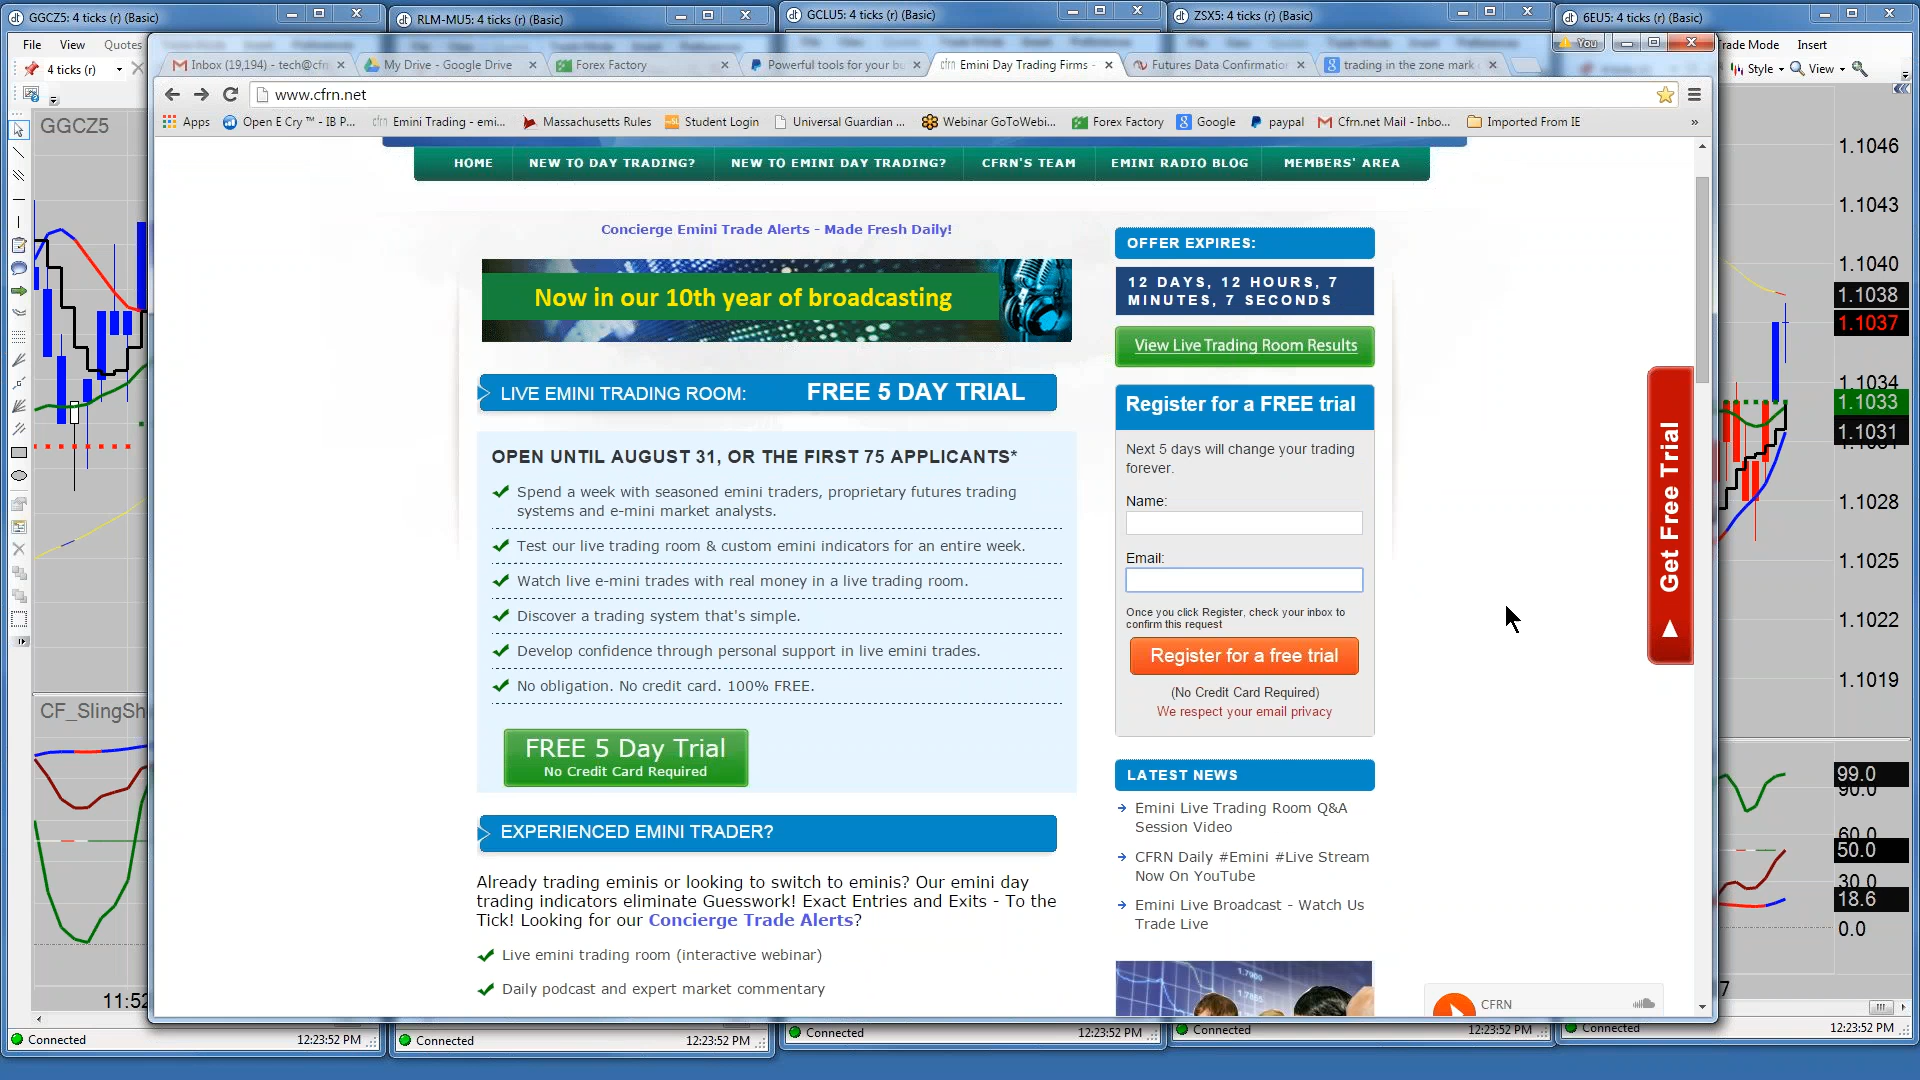 GGCZ5: 4 ticks (r) (Basic)
RLM-MU5: 4 ticks (r) (Basic)
GCLU5: 4 ticks (r) (Basic)
ZSX5: 4 ticks (r) (Basic)
6EU5: 4 ticks (r) (Basic)
File View Quotes
You
rade Mode Insert
4 ticks (r)
Inbox (19,194) - tech@cfrn
My Drive - Google Drive
Forex Factory
Powerful tools for your bu
cfrn Emini Day Trading Firms -
Futures Data Confirmation
trading in the zone mark
Style View
www.cfrn.net
Apps
Open E Cry ™ - IB P...
cfrn Emini Trading - emi...
Massachusetts Rules
Student Login
Universal Guardian ...
Webinar GoToWebi...
Forex Factory
Google
paypal
Cfrn.net Mail - Inbo...
Imported From IE
»
GGCZ5
HOME
NEW TO DAY TRADING?
NEW TO EMINI DAY TRADING?
CFRN'S TEAM
EMINI RADIO BLOG
MEMBERS' AREA
Concierge Emini Trade Alerts - Made Fresh Daily!
Now in our 10th year of broadcasting
LIVE EMINI TRADING ROOM: FREE 5 DAY TRIAL
OPEN UNTIL AUGUST 31, OR THE FIRST 75 APPLICANTS*
Spend a week with seasoned emini traders, proprietary futures trading
systems and e-mini market analysts.
Test our live trading room & custom emini indicators for an entire week.
Watch live e-mini trades with real money in a live trading room.
Discover a trading system that's simple.
Develop confidence through personal support in live emini trades.
No obligation. No credit card. 100% FREE.
FREE 5 Day Trial
No Credit Card Required
EXPERIENCED EMINI TRADER?
Already trading eminis or looking to switch to eminis? Our emini day
trading indicators eliminate Guesswork! Exact Entries and Exits - To the
Tick! Looking for our Concierge Trade Alerts?
Live emini trading room (interactive webinar)
Daily podcast and expert market commentary
OFFER EXPIRES:
12 DAYS, 12 HOURS, 7
MINUTES, 7 SECONDS
View Live Trading Room Results
Register for a FREE trial
Next 5 days will change your trading
forever.
Name:
Email:
Once you click Register, check your inbox to
confirm this request
Register for a free trial
(No Credit Card Required)
We respect your email privacy
LATEST NEWS
Emini Live Trading Room Q&A
Session Video
CFRN Daily #Emini #Live Stream
Now On YouTube
Emini Live Broadcast - Watch Us
Trade Live
1.7900
CFRN
Get Free Trial
1.1046
1.1043
1.1040
1.1038
1.1037
1.1034
1.1033
1.1031
1.1028
1.1025
1.1022
1.1019
99.0
90.0
60.0
50.0
30.0
18.6
0.0
CF_SlingSh
11:52
7
Connected 12:23:52 PM
Connected 12:23:52 PM
Connected 12:23:52 PM
Connected 12:23:52 PM
Connected 12:23:52 PM